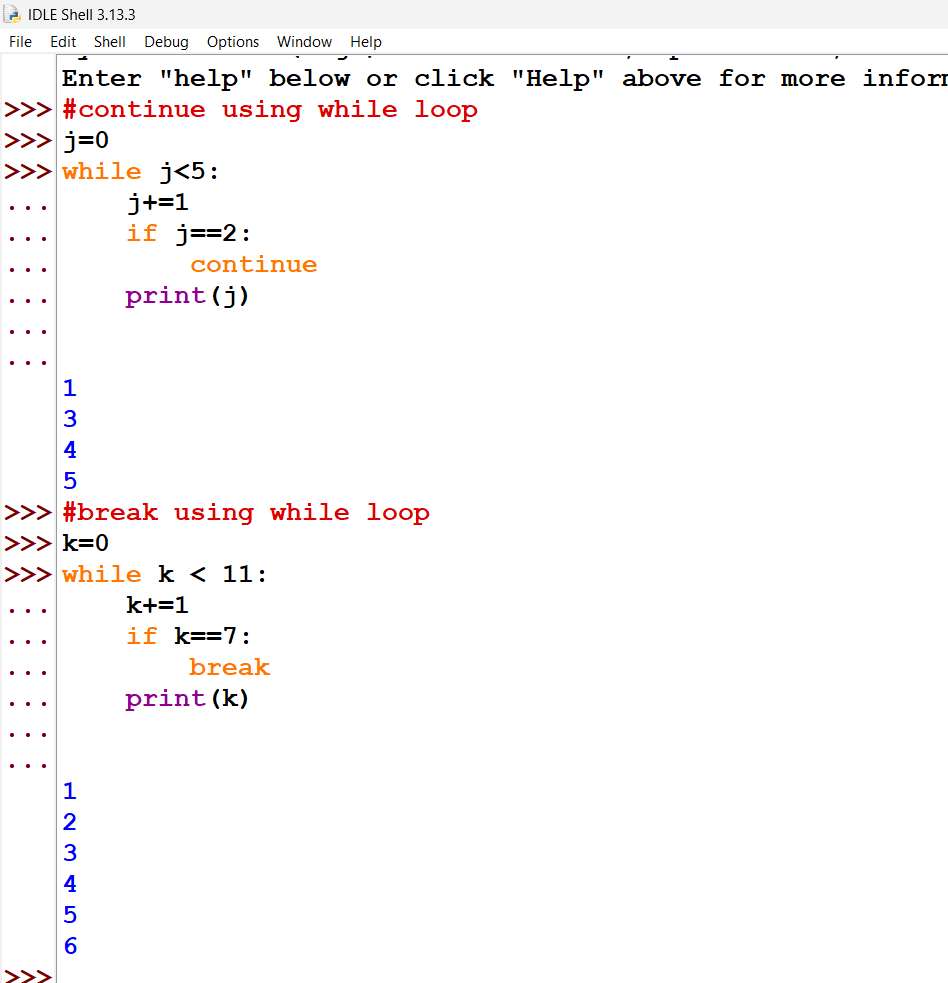 IDLE Shell 3.13.3
File Edit Shell Debug Options Window Help
Enter "help" below or click "Help" above for more
>>> #continue using while loop
>>> j=0
>>> while j<5:
...     j+=1
...     if j==2:
...         continue
...     print(j)
...
...
1
3
4
5
>>> #break using while loop
>>> k=0
>>> while k < 11:
...     k+=1
...     if k==7:
...         break
...     print(k)
...
...
1
2
3
4
5
6
>>>